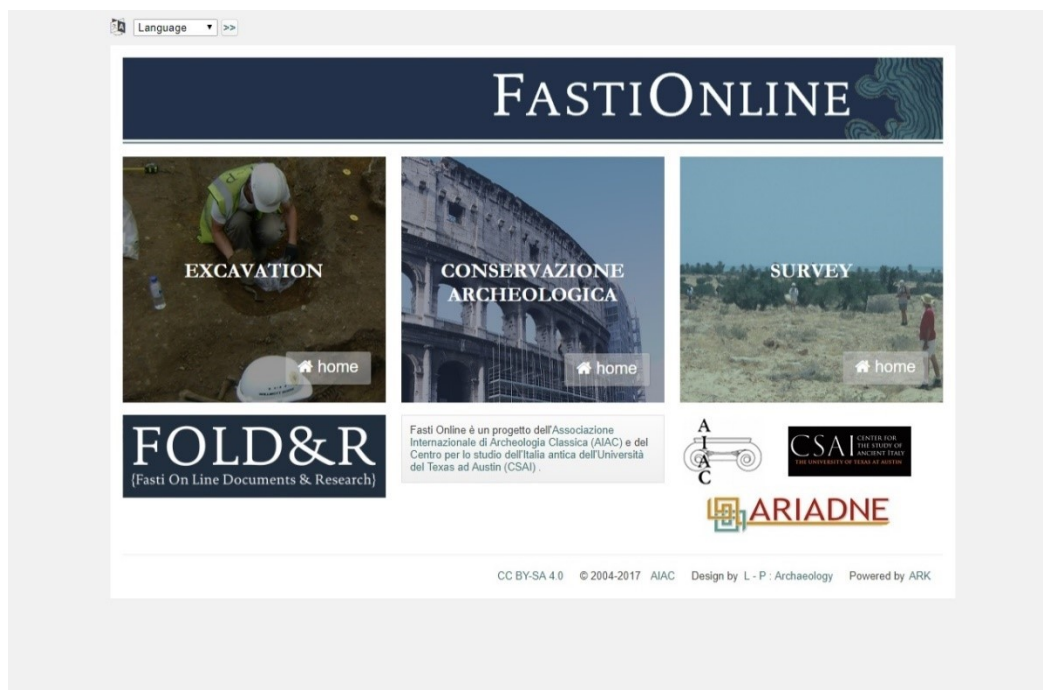 Language
>>
FASTIONLINE
EXCAVATION
home
CONSERVAZIONE
ARCHEOLOGICA
home
SURVEY
home
FOLD&R
{Fasti On Line Documents & Research}
Fasti Online è un progetto dell'Associazione
Internazionale di Archeologia Classica (AIAC) e del
Centro per lo studio dell'Italia antica dell'Università
del Texas ad Austin (CSAI) .
AIAC
CSAI CENTER FOR
THE STUDY OF
ANCIENT ITALY
THE UNIVERSITY OF TEXAS AT AUSTIN
ARIADNE
CC BY-SA 4.0 © 2004-2017 AIAC Design by L - P : Archaeology Powered by ARK